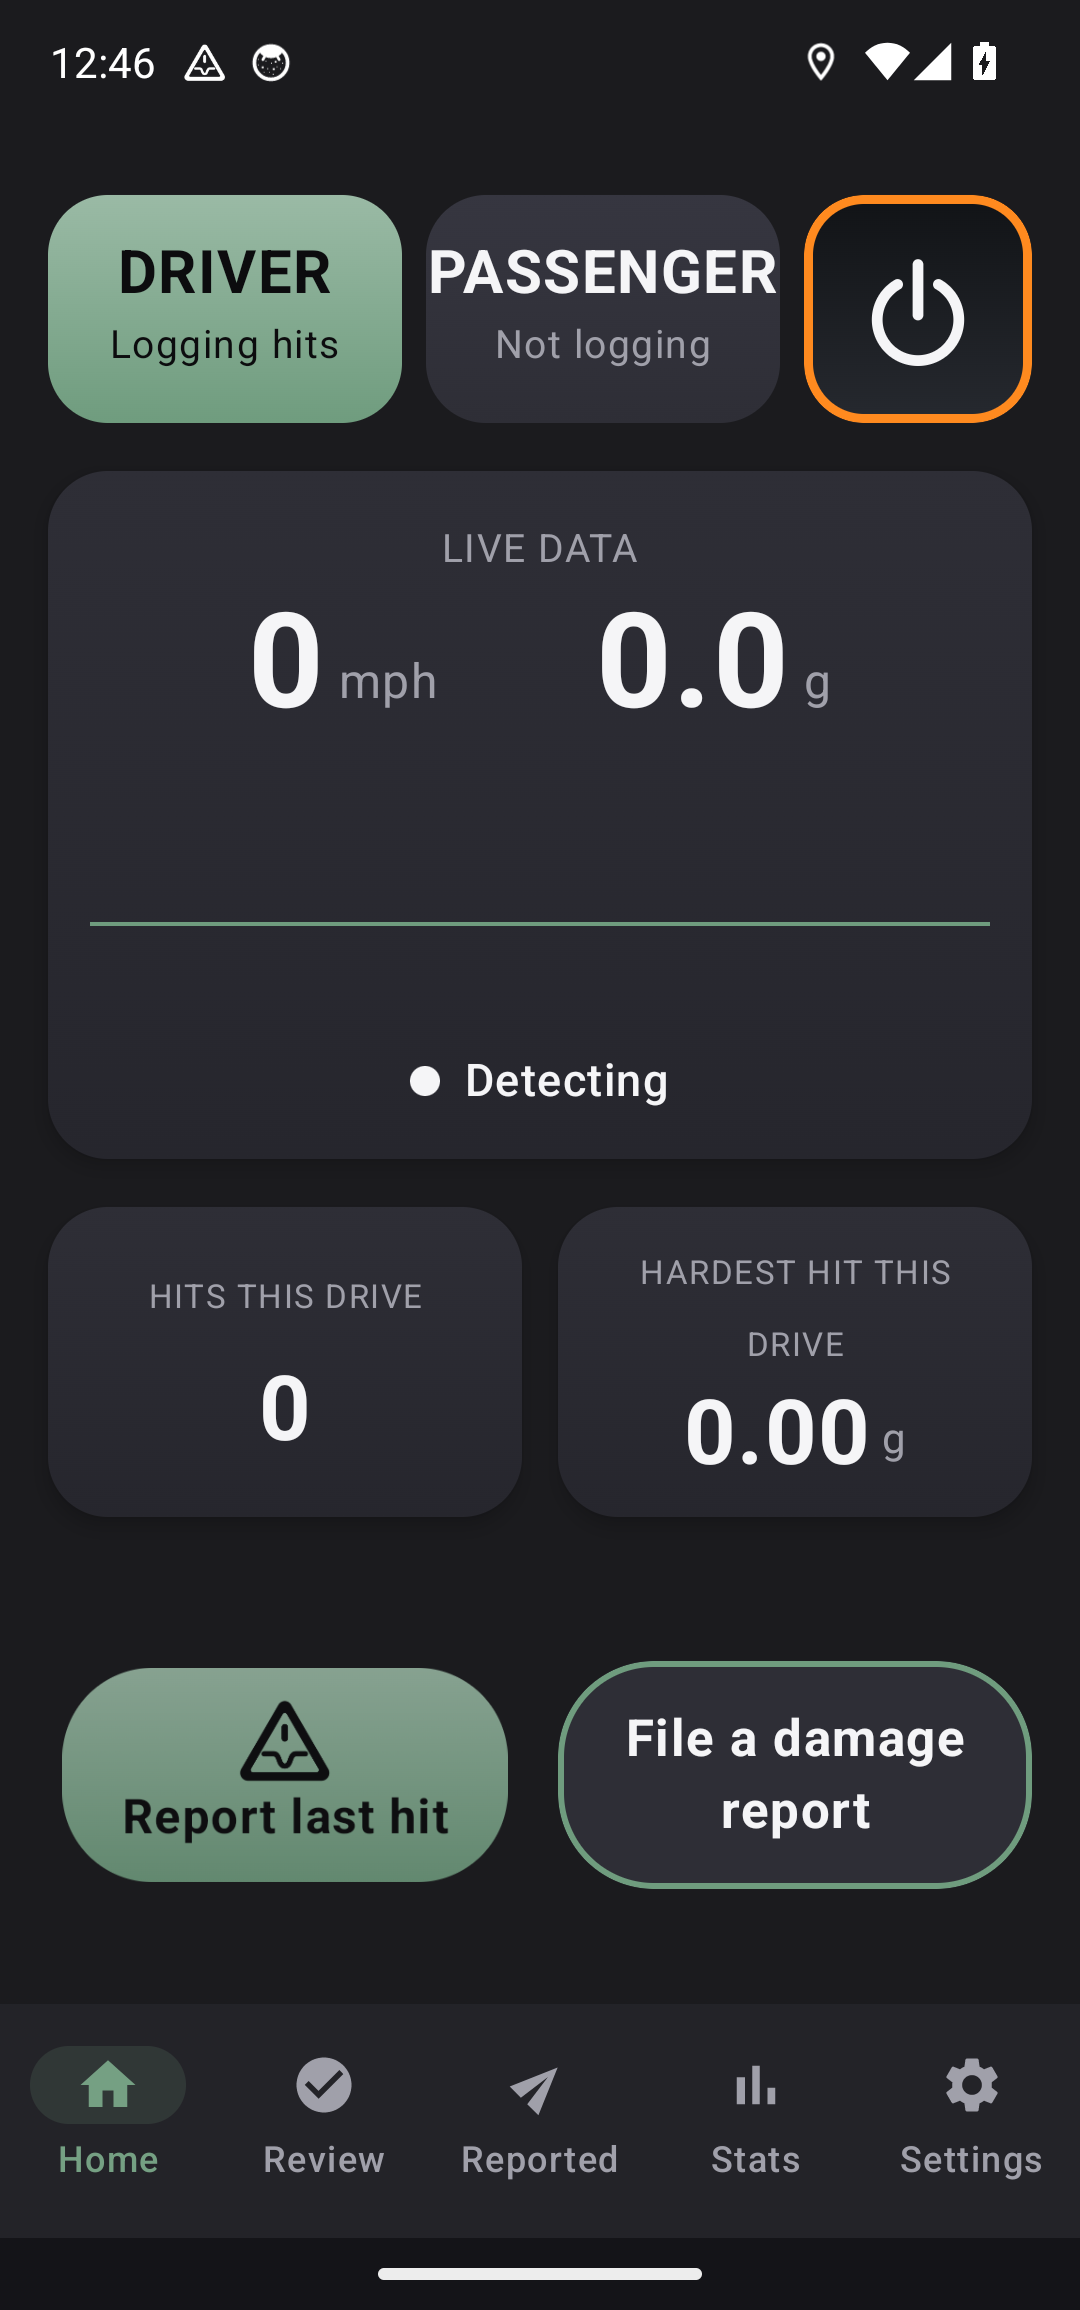 12:46
DRIVER
Logging hits
PASSENGER
Not logging
LIVE DATA
0 mph
0.0 g
Detecting
HITS THIS DRIVE
0
HARDEST HIT THIS
DRIVE
0.00 g
Report last hit
File a damage
report
Home
Review
Reported
Stats
Settings